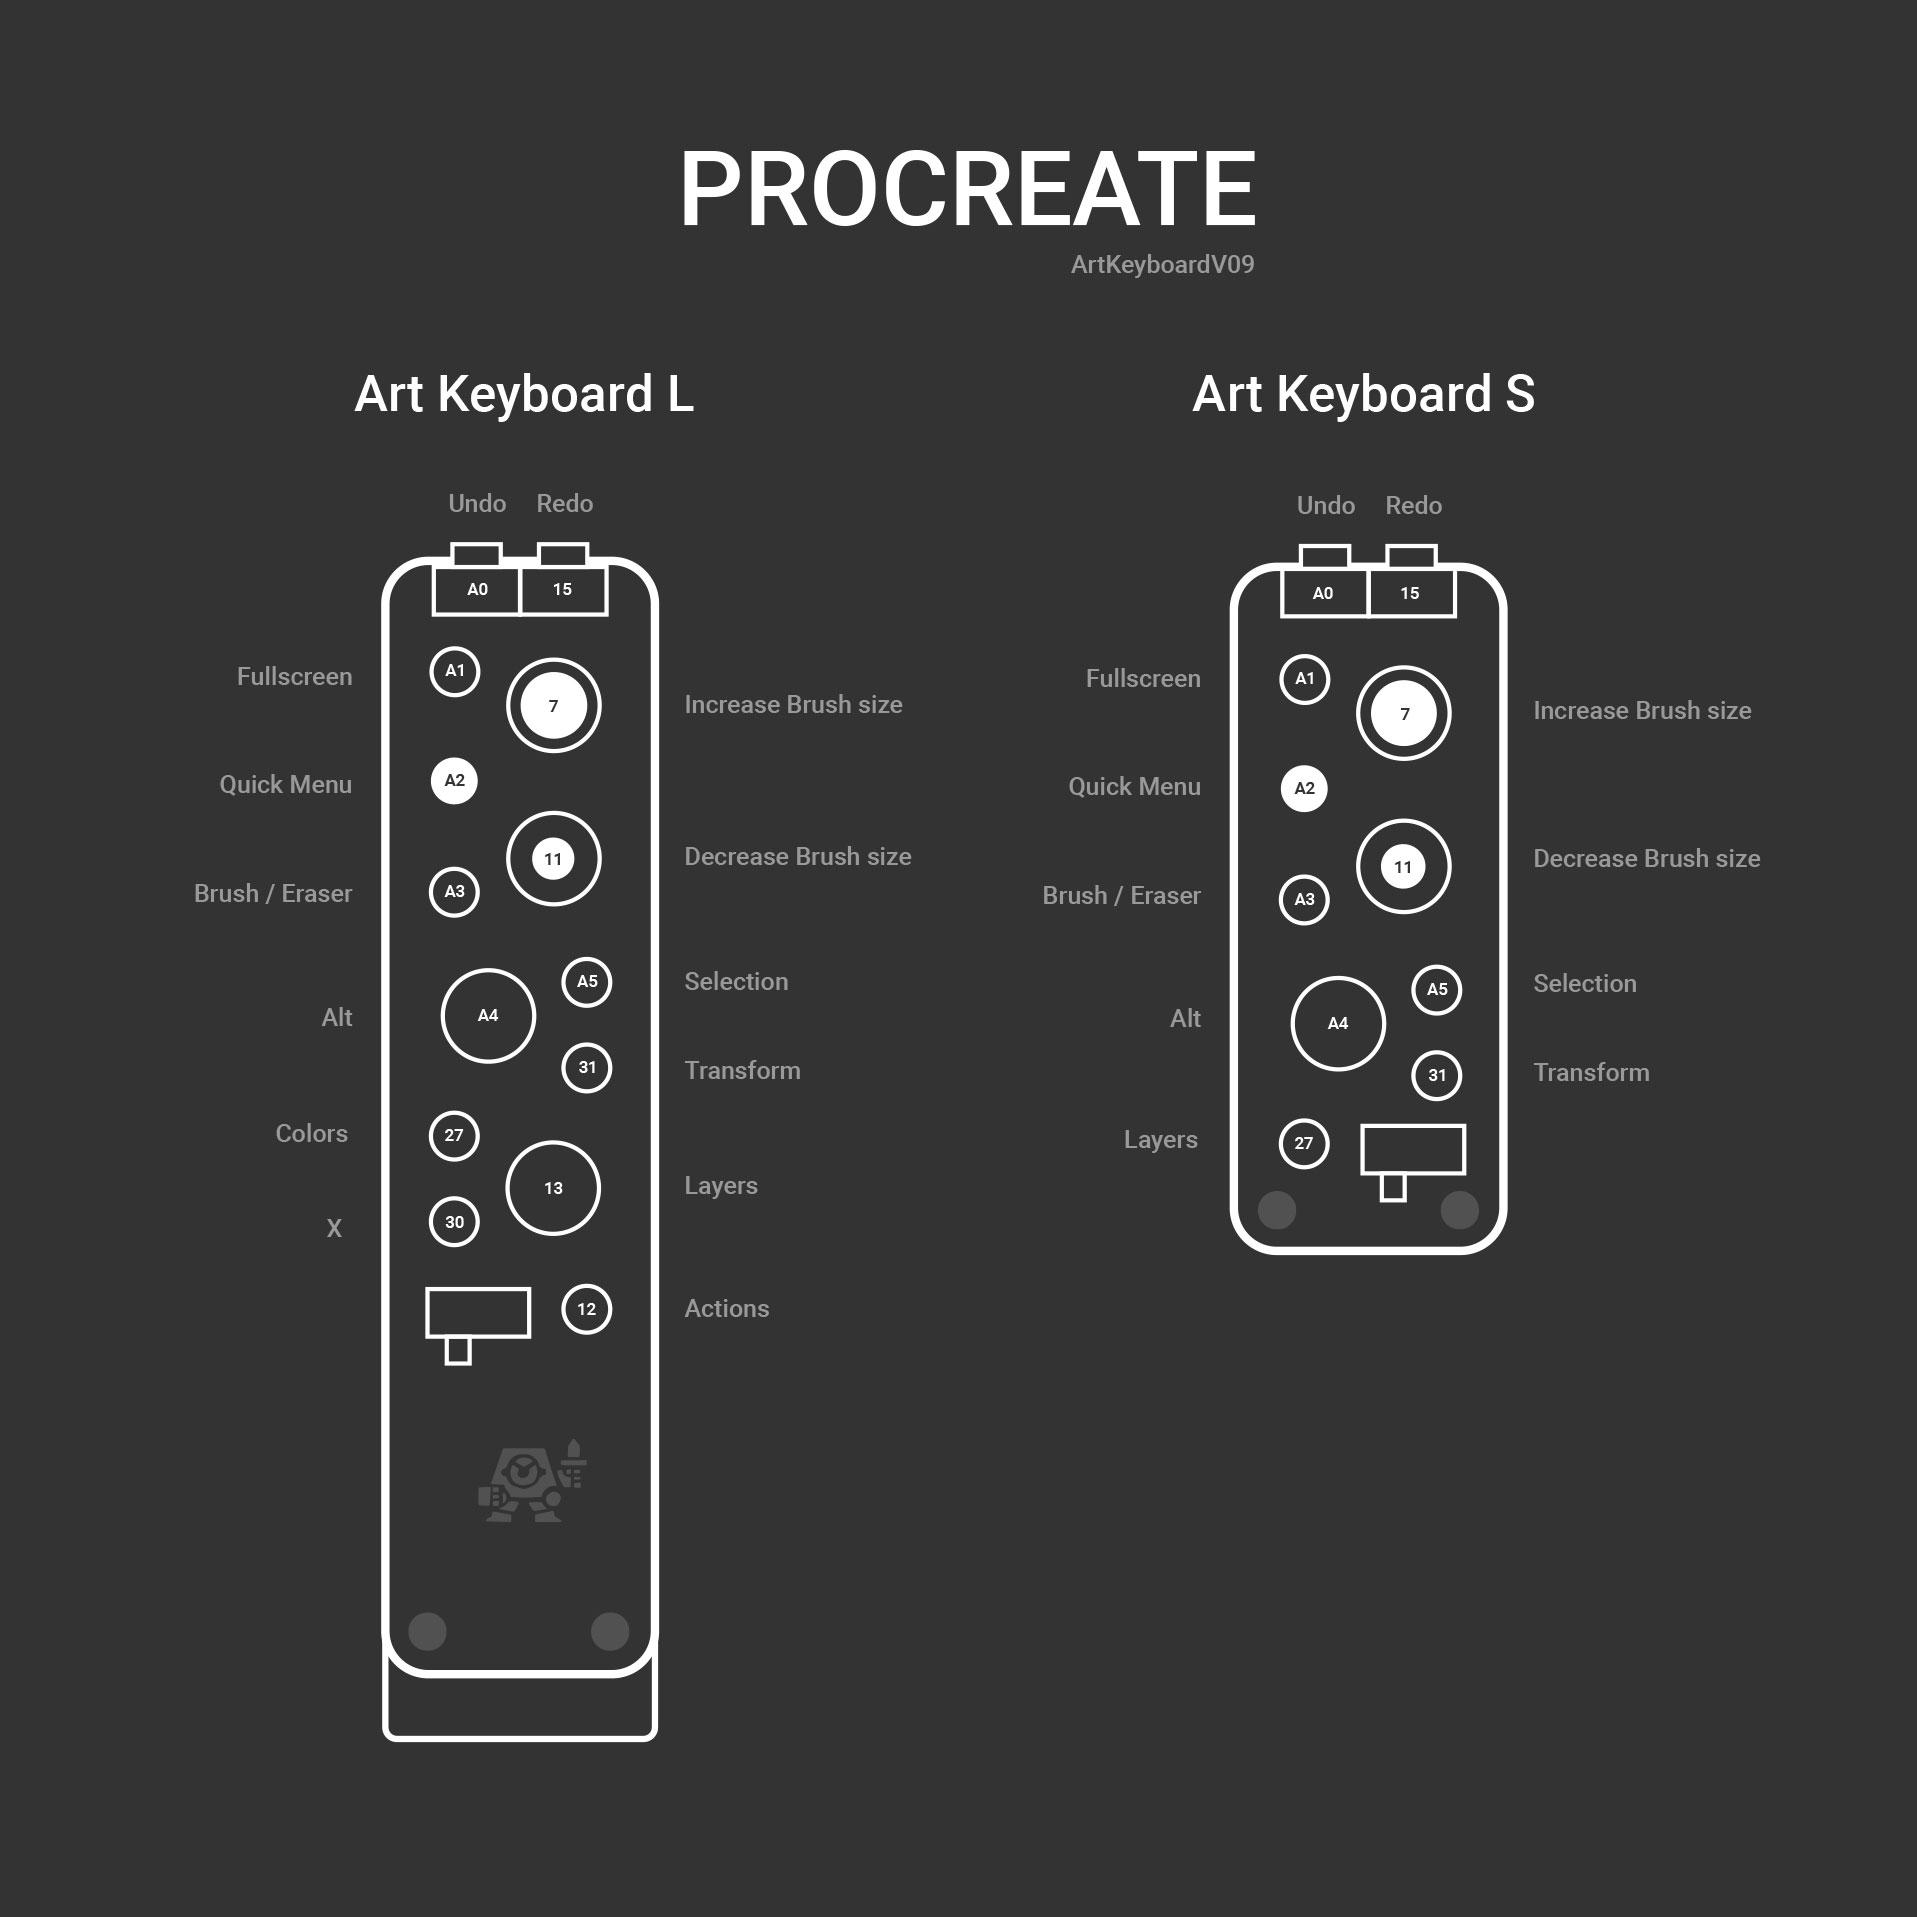 PROCREATE
ArtKeyboardV09
Art Keyboard L
Undo Redo
A0 15
Fullscreen A1
7 Increase Brush size
Quick Menu A2
11 Decrease Brush size
Brush / Eraser A3
A5 Selection
Alt A4
31 Transform
Colors 27
13 Layers
X 30
12 Actions
Art Keyboard S
Undo Redo
A0 15
Fullscreen A1
7 Increase Brush size
Quick Menu A2
11 Decrease Brush size
Brush / Eraser A3
A5 Selection
Alt A4
31 Transform
Layers 27